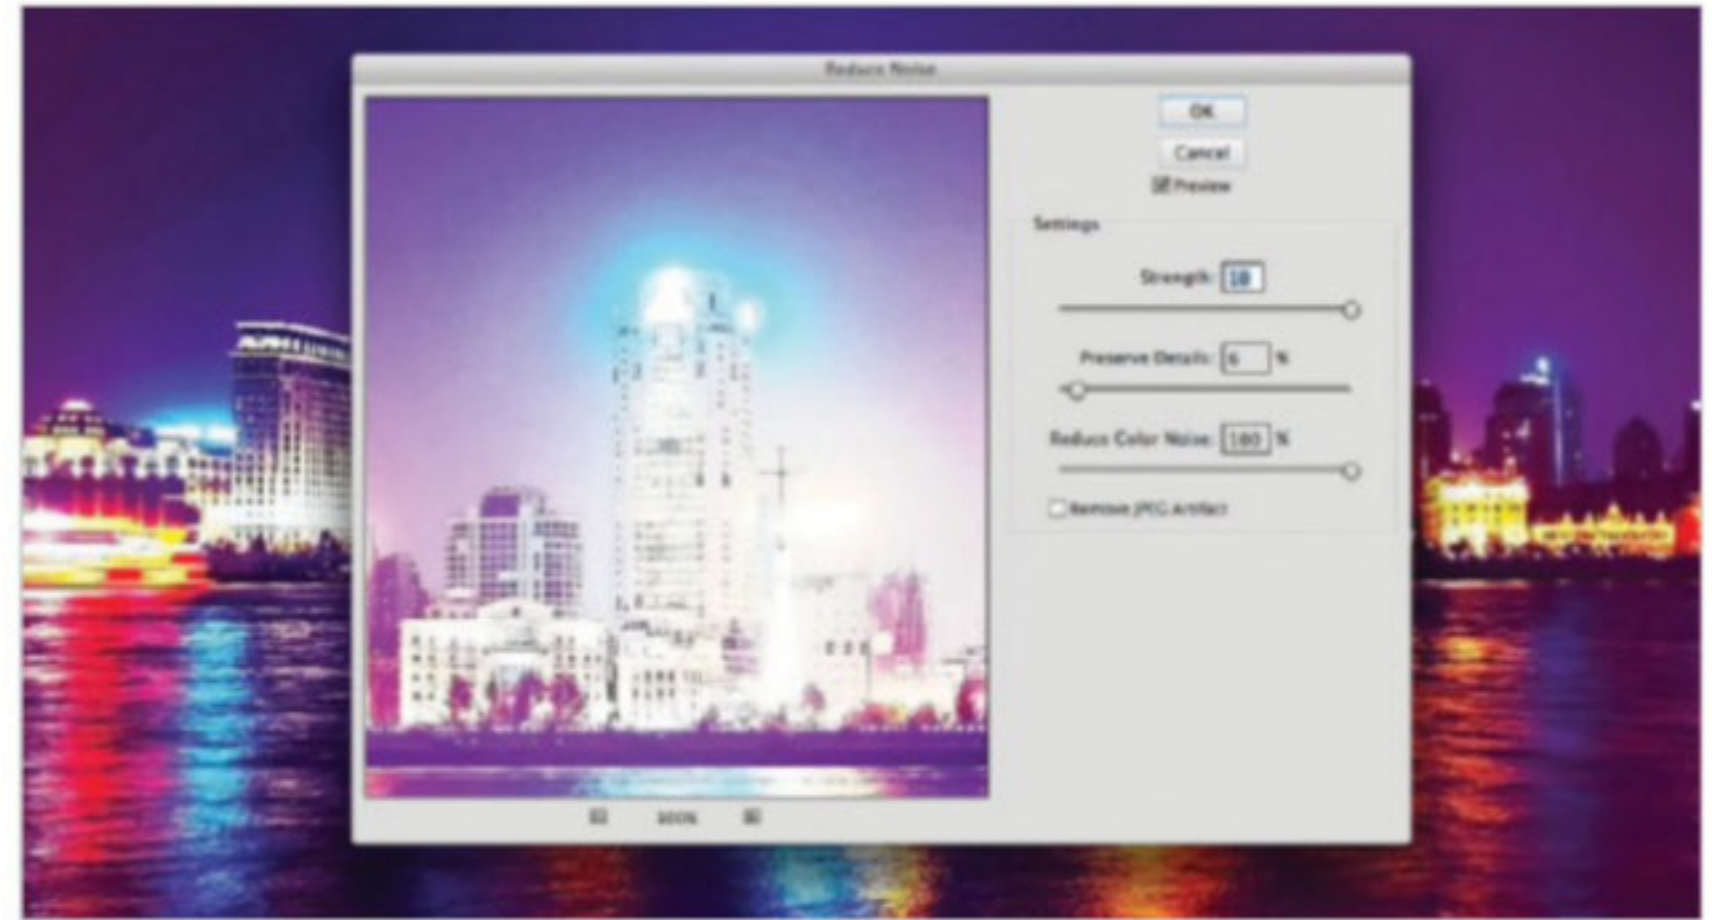 Reduce Noise
OK
Cancel
Preview
Settings
Strength: 10
Preserve Details: 6 %
Reduce Color Noise: 100 %
Remove JPEG Artifact
100%